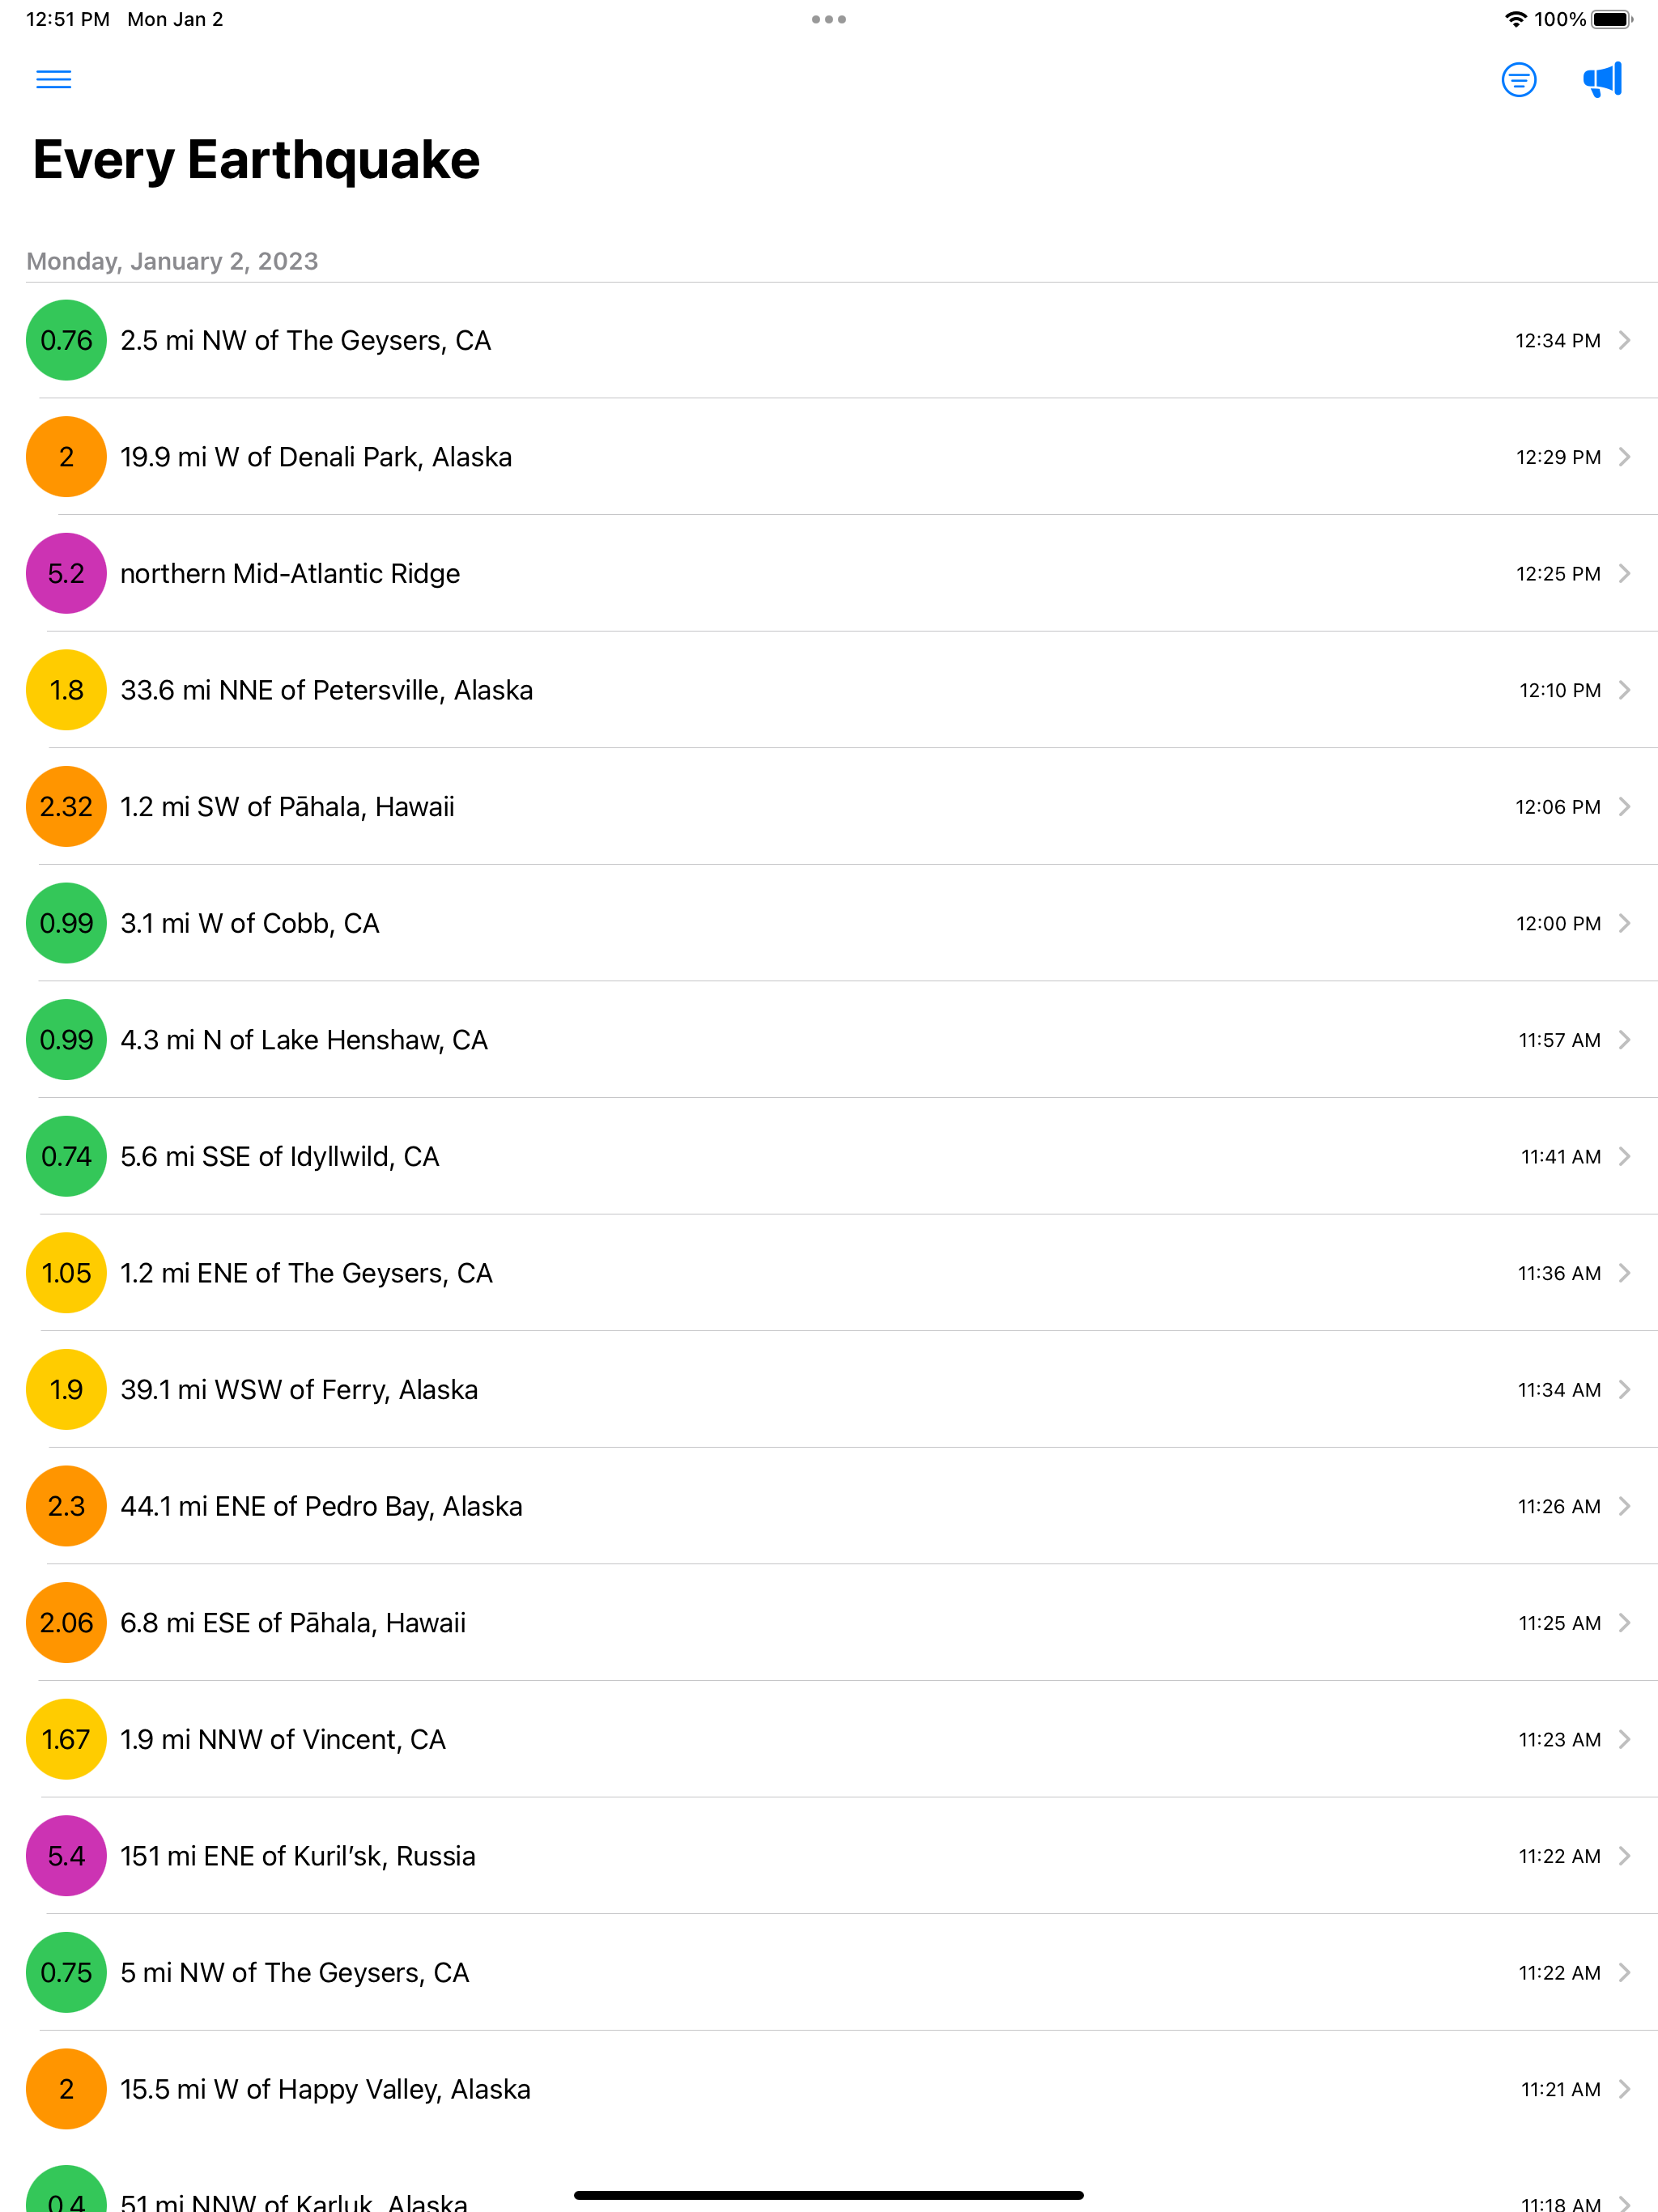 12:51 PM Mon Jan 2
100%
Every Earthquake
Monday, January 2, 2023
0.76 2.5 mi NW of The Geysers, CA 12:34 PM
2 19.9 mi W of Denali Park, Alaska 12:29 PM
5.2 northern Mid-Atlantic Ridge 12:25 PM
1.8 33.6 mi NNE of Petersville, Alaska 12:10 PM
2.32 1.2 mi SW of Pāhala, Hawaii 12:06 PM
0.99 3.1 mi W of Cobb, CA 12:00 PM
0.99 4.3 mi N of Lake Henshaw, CA 11:57 AM
0.74 5.6 mi SSE of Idyllwild, CA 11:41 AM
1.05 1.2 mi ENE of The Geysers, CA 11:36 AM
1.9 39.1 mi WSW of Ferry, Alaska 11:34 AM
2.3 44.1 mi ENE of Pedro Bay, Alaska 11:26 AM
2.06 6.8 mi ESE of Pāhala, Hawaii 11:25 AM
1.67 1.9 mi NNW of Vincent, CA 11:23 AM
5.4 151 mi ENE of Kuril’sk, Russia 11:22 AM
0.75 5 mi NW of The Geysers, CA 11:22 AM
2 15.5 mi W of Happy Valley, Alaska 11:21 AM
0.4 51 mi NNW of Karluk, Alaska 11:18 AM